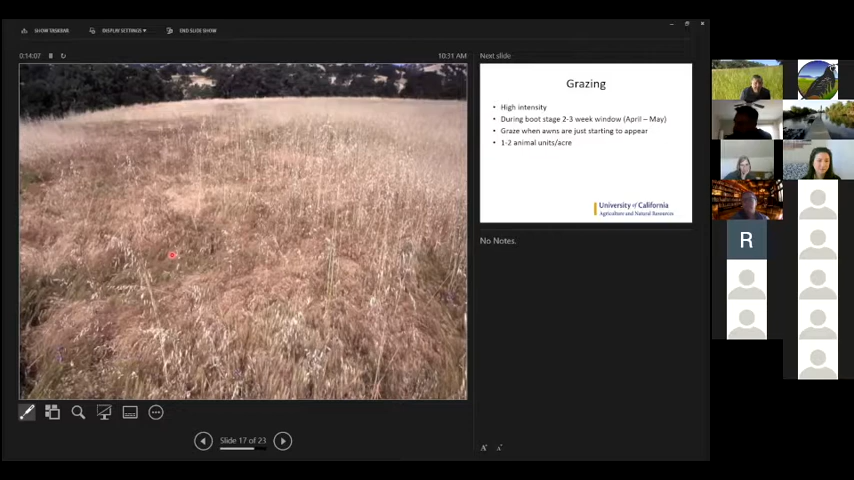 SHOW TASKBAR
DISPLAY SETTINGS
END SLIDE SHOW
0:14:07
10:31 AM
Next slide
Grazing
• High intensity
• During boot stage 2-3 week window (April – May)
• Graze when awns are just starting to appear
• 1-2 animal units/acre
University of California
Agriculture and Natural Resources
No Notes.
R
Slide 17 of 23
A A